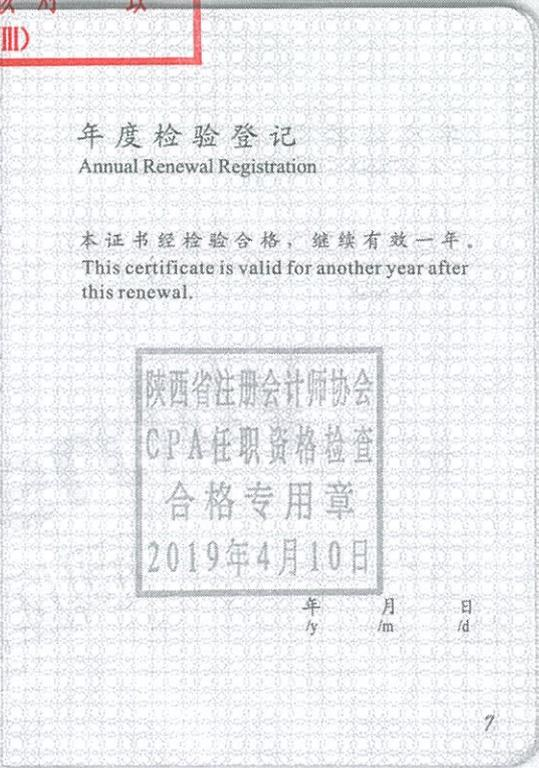 III)
年度检验登记
Annual Renewal Registration
本证书经检验合格，继续有效一年。
This certificate is valid for another year after
this renewal.
陕西省注册会计师协会
CPA任职资格检查
合格专用章
2019年4月10日
年 月 日
/y /m /d
7